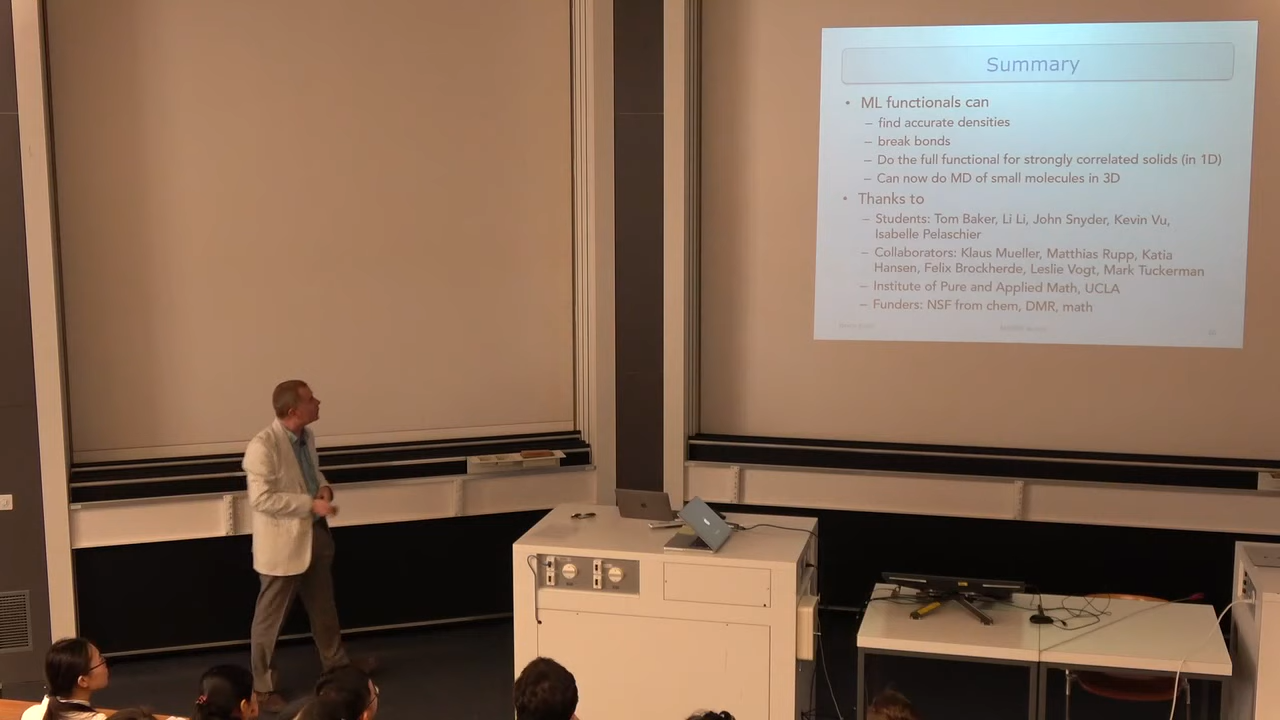 Summary
• ML functionals can
– find accurate densities
– break bonds
– Do the full functional for strongly correlated solids (in 1D)
– Can now do MD of small molecules in 3D
• Thanks to
– Students: Tom Baker, Li Li, John Snyder, Kevin Vu,
Isabelle Pelaschier
– Collaborators: Klaus Mueller, Matthias Rupp, Katia
Hansen, Felix Brockherde, Leslie Vogt, Mark Tuckerman
– Institute of Pure and Applied Math, UCLA
– Funders: NSF from chem, DMR, math